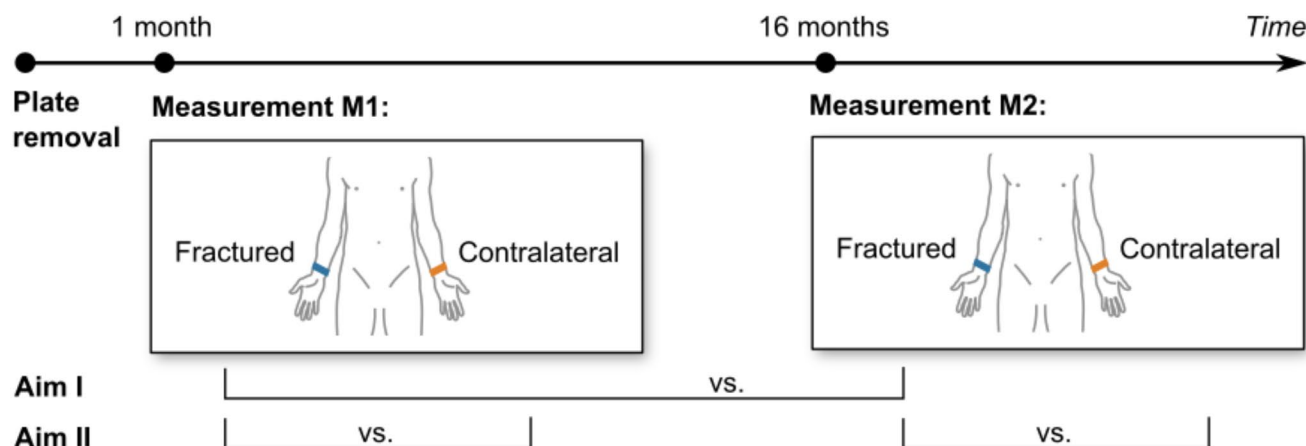 1 month
16 months
Time
Plate
removal
Measurement M1:
Measurement M2:
Fractured
Contralateral
Fractured
Contralateral
Aim I
vs.
Aim II
vs.
vs.